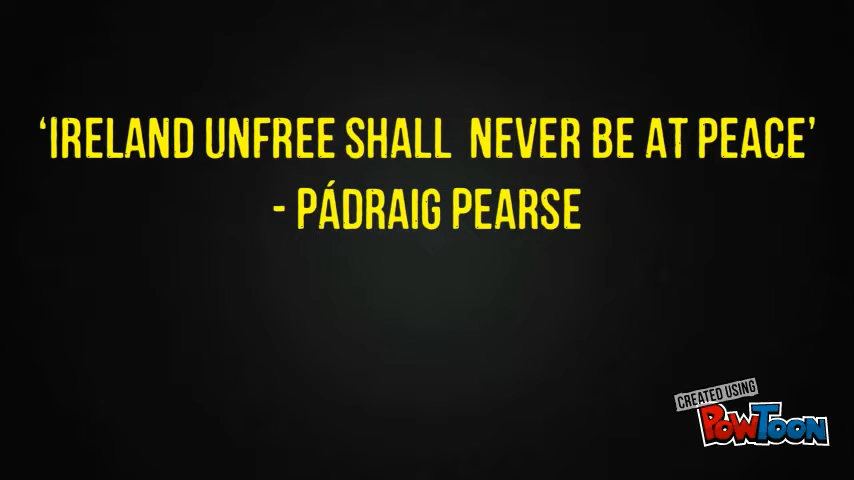 ‘IRELAND UNFREE SHALL  NEVER BE AT PEACE’
- PÁDRAIG PEARSE
CREATED USING
POWTOON